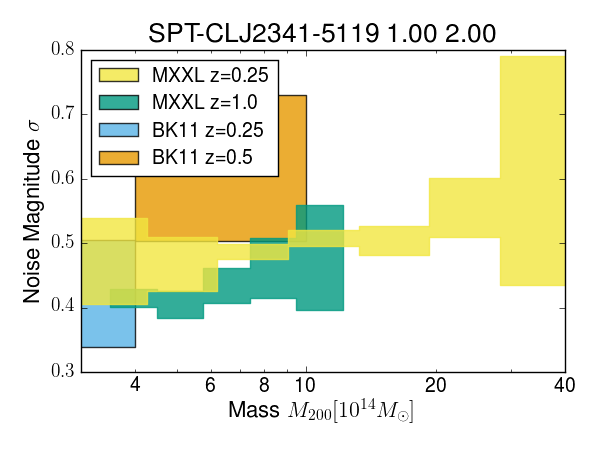 SPT-CLJ2341-5119 1.00 2.00
0.8
0.7
0.6
0.5
0.4
0.3
Noise Magnitude σ
MXXL z=0.25
MXXL z=1.0
BK11 z=0.25
BK11 z=0.5
4 6 8 10 20 40
Mass M₂₀₀[10¹⁴M☉]